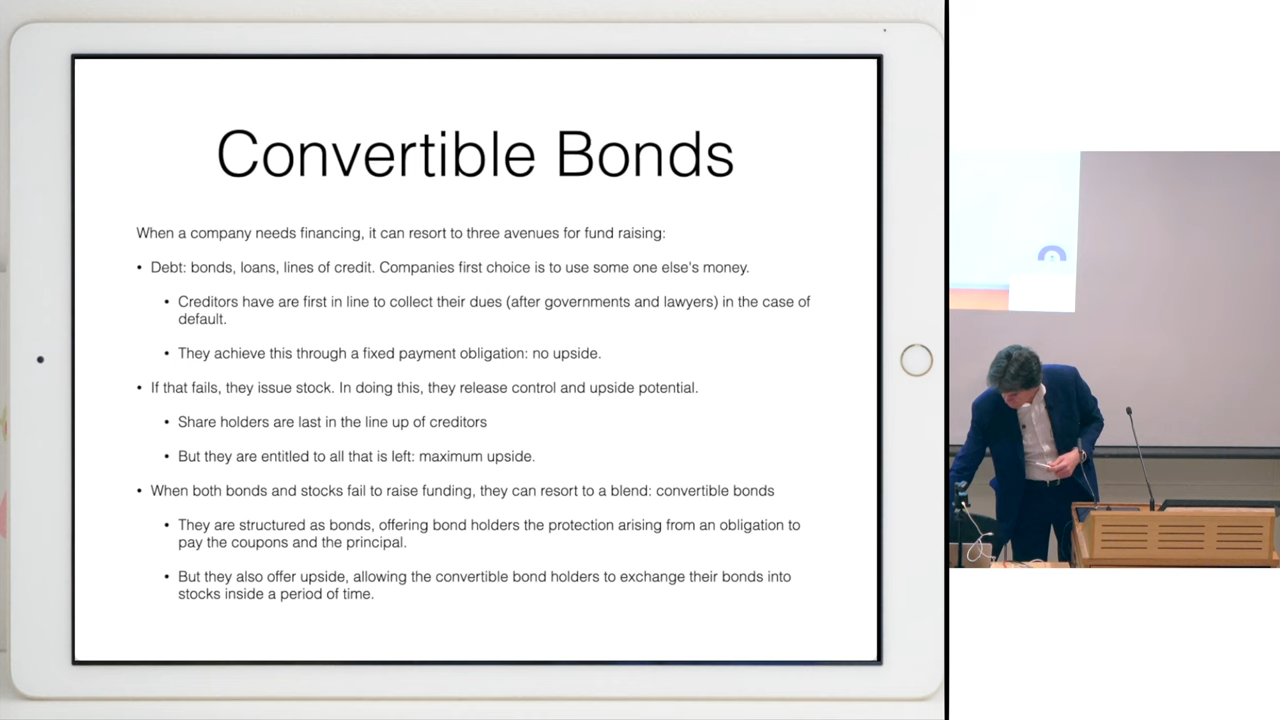 Convertible Bonds
When a company needs financing, it can resort to three avenues for fund raising:
• Debt: bonds, loans, lines of credit. Companies first choice is to use some one else's money.
• Creditors have are first in line to collect their dues (after governments and lawyers) in the case of
default.
• They achieve this through a fixed payment obligation: no upside.
• If that fails, they issue stock. In doing this, they release control and upside potential.
• Share holders are last in the line up of creditors
• But they are entitled to all that is left: maximum upside.
• When both bonds and stocks fail to raise funding, they can resort to a blend: convertible bonds
• They are structured as bonds, offering bond holders the protection arising from an obligation to
pay the coupons and the principal.
• But they also offer upside, allowing the convertible bond holders to exchange their bonds into
stocks inside a period of time.